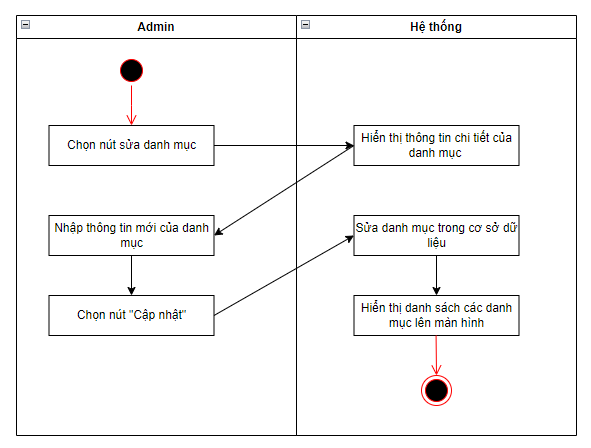 Admin
Hệ thống
Chọn nút sửa danh mục
Hiển thị thông tin chi tiết của
danh mục
Nhập thông tin mới của danh
mục
Sửa danh mục trong cơ sở dữ
liệu
Chọn nút "Cập nhật"
Hiển thị danh sách các danh
mục lên màn hình